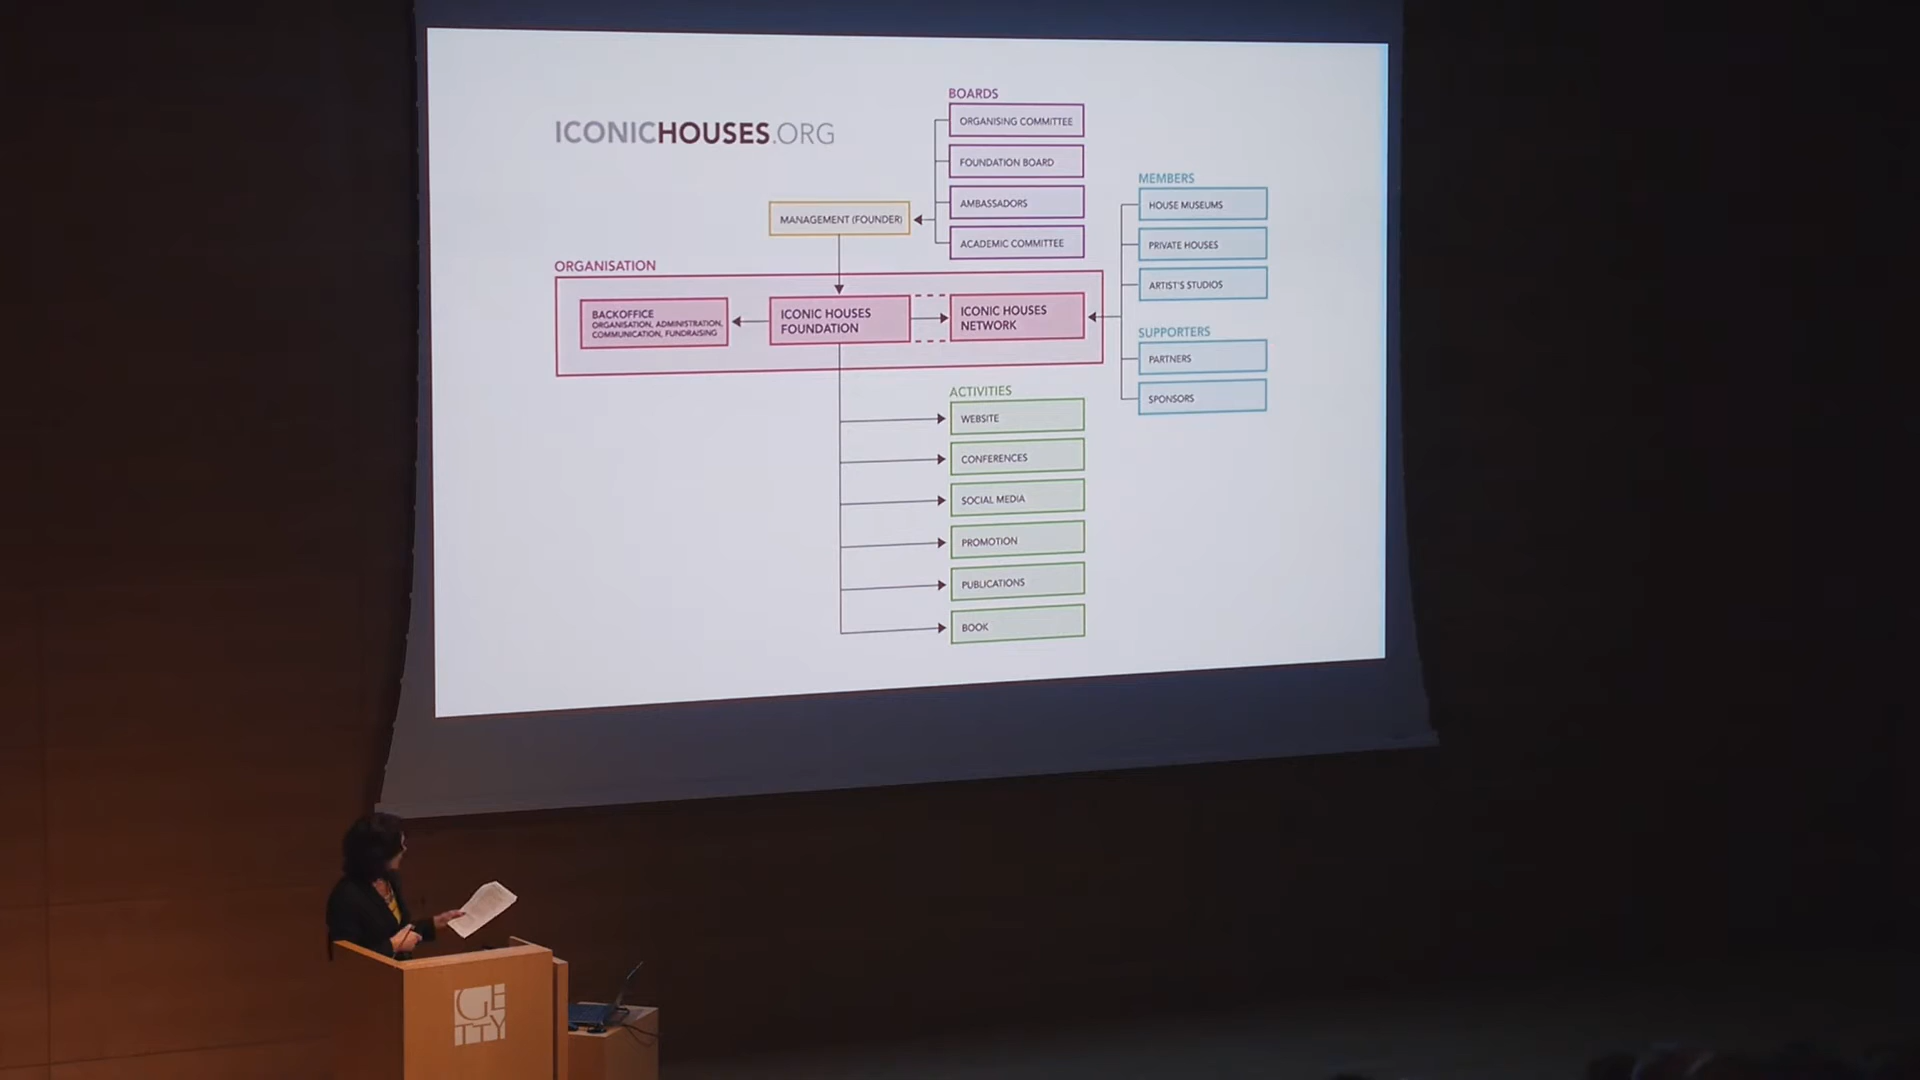 ICONICHOUSES.ORG
BOARDS
ORGANISING COMMITTEE
FOUNDATION BOARD
AMBASSADORS
ACADEMIC COMMITTEE
MANAGEMENT (FOUNDER)
MEMBERS
HOUSE MUSEUMS
PRIVATE HOUSES
ARTIST'S STUDIOS
SUPPORTERS
PARTNERS
SPONSORS
ORGANISATION
BACKOFFICE
ORGANISATION, ADMINISTRATION,
COMMUNICATION, FUNDRAISING
ICONIC HOUSES
FOUNDATION
ICONIC HOUSES
NETWORK
ACTIVITIES
WEBSITE
CONFERENCES
SOCIAL MEDIA
PROMOTION
PUBLICATIONS
BOOK
GE
TTY